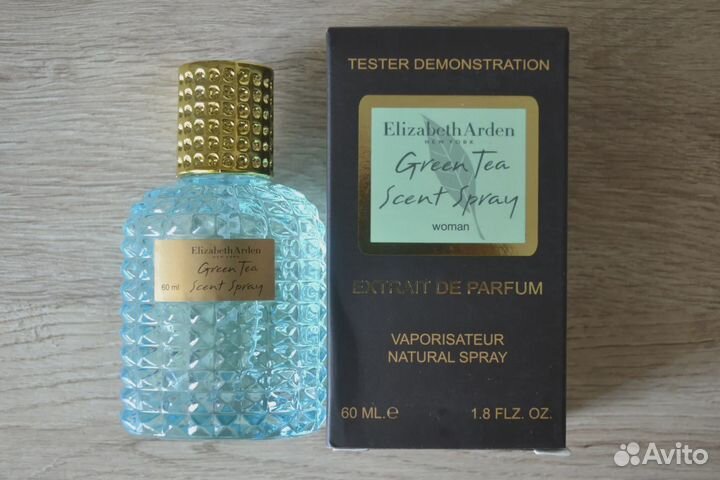 Elizabeth Arden
NEW YORK
Green Tea
60 ml Scent Spray
TESTER DEMONSTRATION
Elizabeth Arden
NEW YORK
Green Tea
Scent Spray
woman
EXTRAIT DE PARFUM
VAPORISATEUR
NATURAL SPRAY
60 ML.e 1.8 FLZ. OZ.
Avito